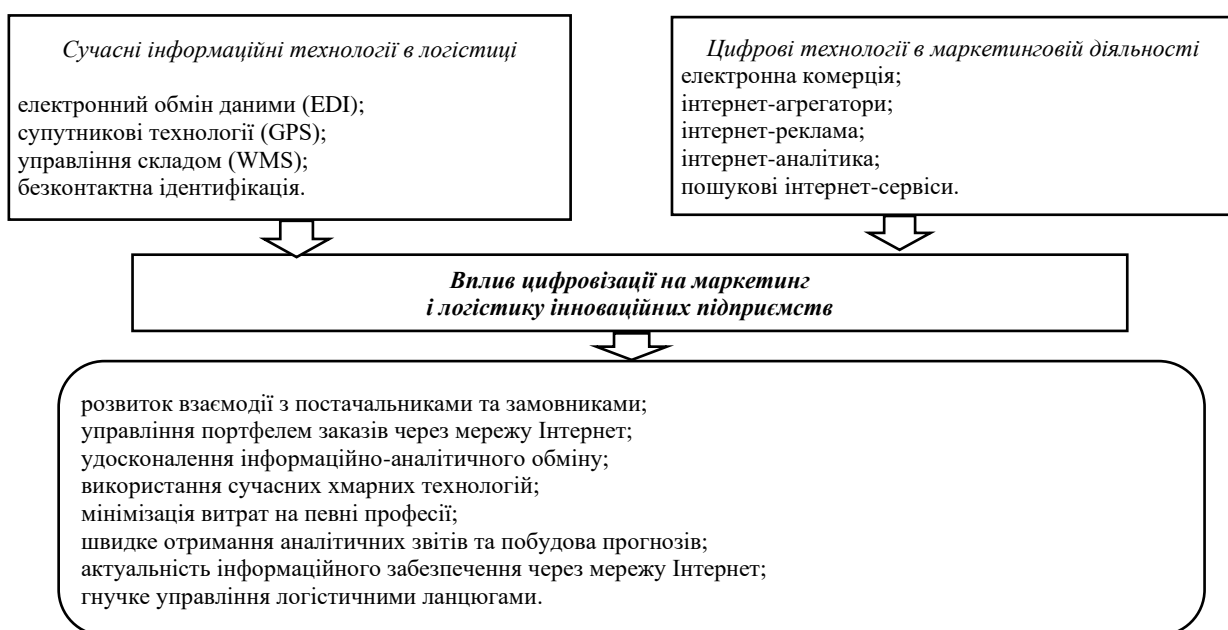 Сучасні інформаційні технології в логістиці
електронний обмін даними (EDI);
супутникові технології (GPS);
управління складом (WMS);
безконтактна ідентифікація.
Цифрові технології в маркетинговій діяльності
електронна комерція;
інтернет-агрегатори;
інтернет-реклама;
інтернет-аналітика;
пошукові інтернет-сервіси.
Вплив цифровізації на маркетинг
і логістику інноваційних підприємств
розвиток взаємодії з постачальниками та замовниками;
управління портфелем заказів через мережу Інтернет;
удосконалення інформаційно-аналітичного обміну;
використання сучасних хмарних технологій;
мінімізація витрат на певні професії;
швидке отримання аналітичних звітів та побудова прогнозів;
актуальність інформаційного забезпечення через мережу Інтернет;
гнучке управління логістичними ланцюгами.